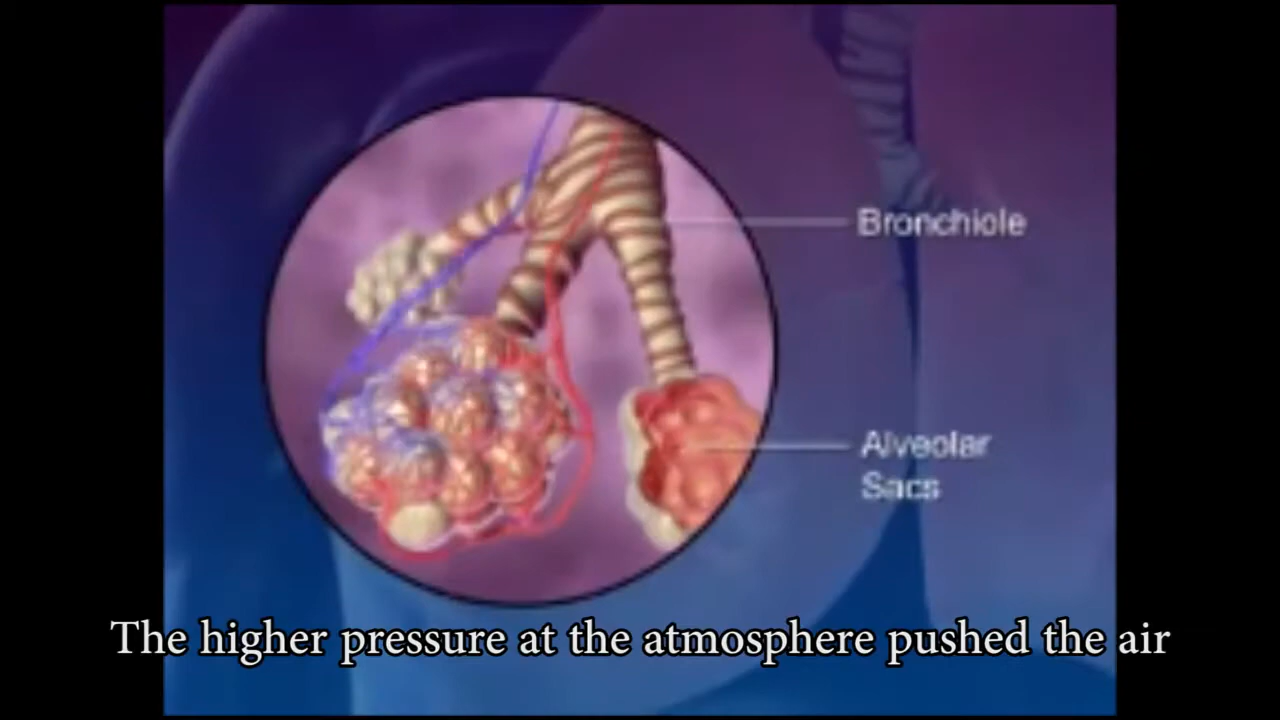 Bronchiole
Alveolar
Sacs
The higher pressure at the atmosphere pushed the air